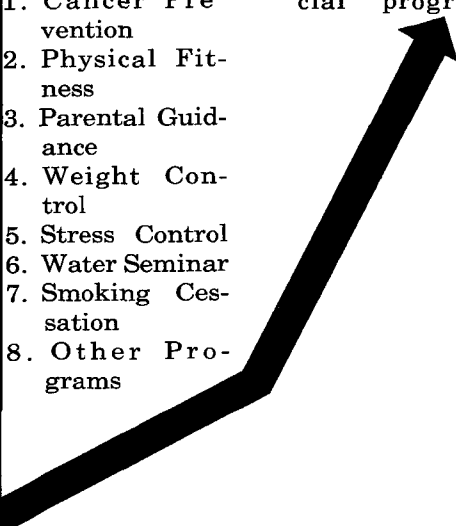 1. Cancer Pre
vention
2. Physical Fit-
ness
3. Parental Guid-
ance
4. Weight Con-
trol
5. Stress Control
6. Water Seminar
7. Smoking Ces-
sation
8. Other Pro-
grams
cial progr